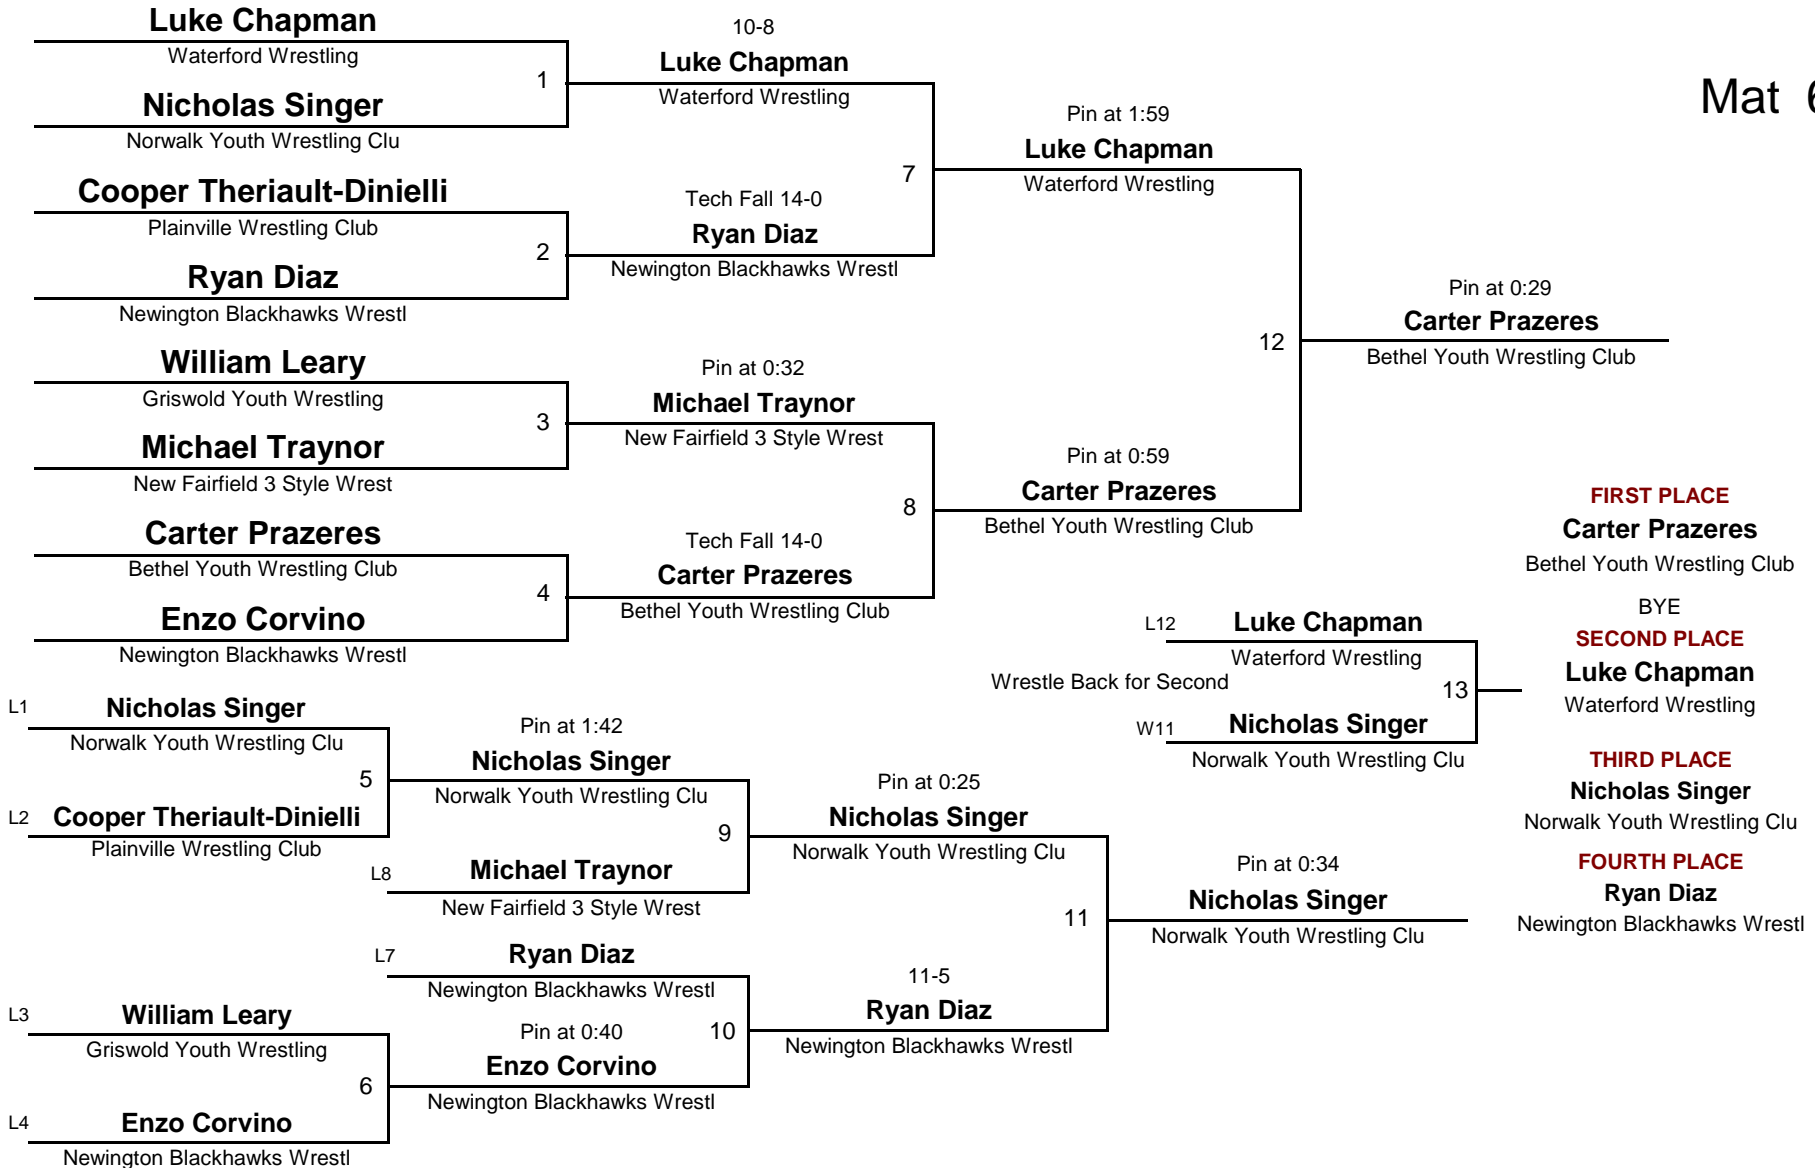 Luke Chapman
Waterford Wrestling
1
Nicholas Singer
Norwalk Youth Wrestling Clu
Cooper Theriault-Dinielli
Plainville Wrestling Club
2
Ryan Diaz
Newington Blackhawks Wrestl
William Leary
Griswold Youth Wrestling
3
Michael Traynor
New Fairfield 3 Style Wrest
Carter Prazeres
Bethel Youth Wrestling Club
4
Enzo Corvino
Newington Blackhawks Wrestl
10-8
Luke Chapman
Waterford Wrestling
7
Tech Fall 14-0
Ryan Diaz
Newington Blackhawks Wrestl
Pin at 0:32
Michael Traynor
New Fairfield 3 Style Wrest
8
Tech Fall 14-0
Carter Prazeres
Bethel Youth Wrestling Club
Pin at 1:59
Luke Chapman
Waterford Wrestling
12
Pin at 0:59
Carter Prazeres
Bethel Youth Wrestling Club
Pin at 0:29
Carter Prazeres
Bethel Youth Wrestling Club
Mat 6
L1 Nicholas Singer
Norwalk Youth Wrestling Clu
5
L2 Cooper Theriault-Dinielli
Plainville Wrestling Club
L3 William Leary
Griswold Youth Wrestling
6
L4 Enzo Corvino
Newington Blackhawks Wrestl
Pin at 1:42
Nicholas Singer
Norwalk Youth Wrestling Clu
9
L8 Michael Traynor
New Fairfield 3 Style Wrest
L7 Ryan Diaz
Newington Blackhawks Wrestl
Pin at 0:40 10
Enzo Corvino
Newington Blackhawks Wrestl
Pin at 0:25
Nicholas Singer
Norwalk Youth Wrestling Clu
11
11-5
Ryan Diaz
Newington Blackhawks Wrestl
Pin at 0:34
Nicholas Singer
Norwalk Youth Wrestling Clu
L12 Luke Chapman
Waterford Wrestling
Wrestle Back for Second 13
W11 Nicholas Singer
Norwalk Youth Wrestling Clu
FIRST PLACE
Carter Prazeres
Bethel Youth Wrestling Club
BYE
SECOND PLACE
Luke Chapman
Waterford Wrestling
THIRD PLACE
Nicholas Singer
Norwalk Youth Wrestling Clu
FOURTH PLACE
Ryan Diaz
Newington Blackhawks Wrestl